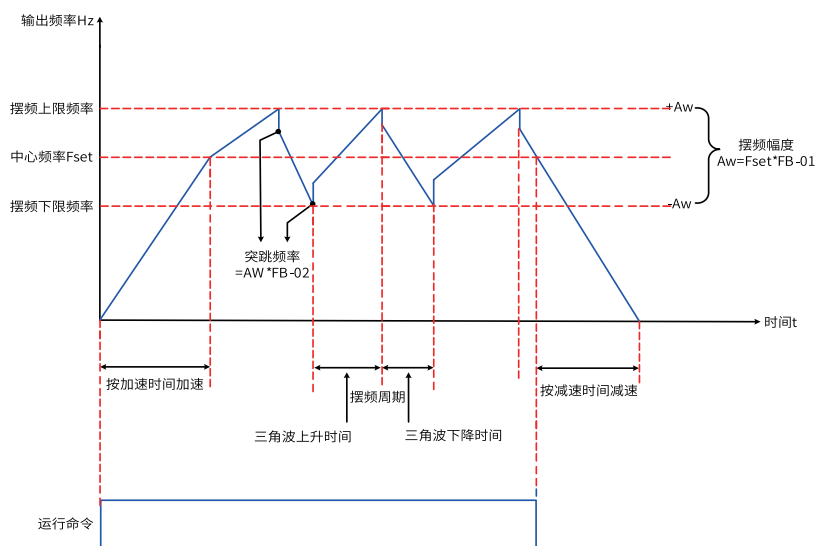 输出频率Hz
摆频上限频率
+Aw
摆频幅度
Aw=Fset*FB-01
中心频率Fset
摆频下限频率
-Aw
突跳频率
=AW*FB-02
时间t
按加速时间加速
摆频周期
按减速时间减速
三角波上升时间
三角波下降时间
运行命令